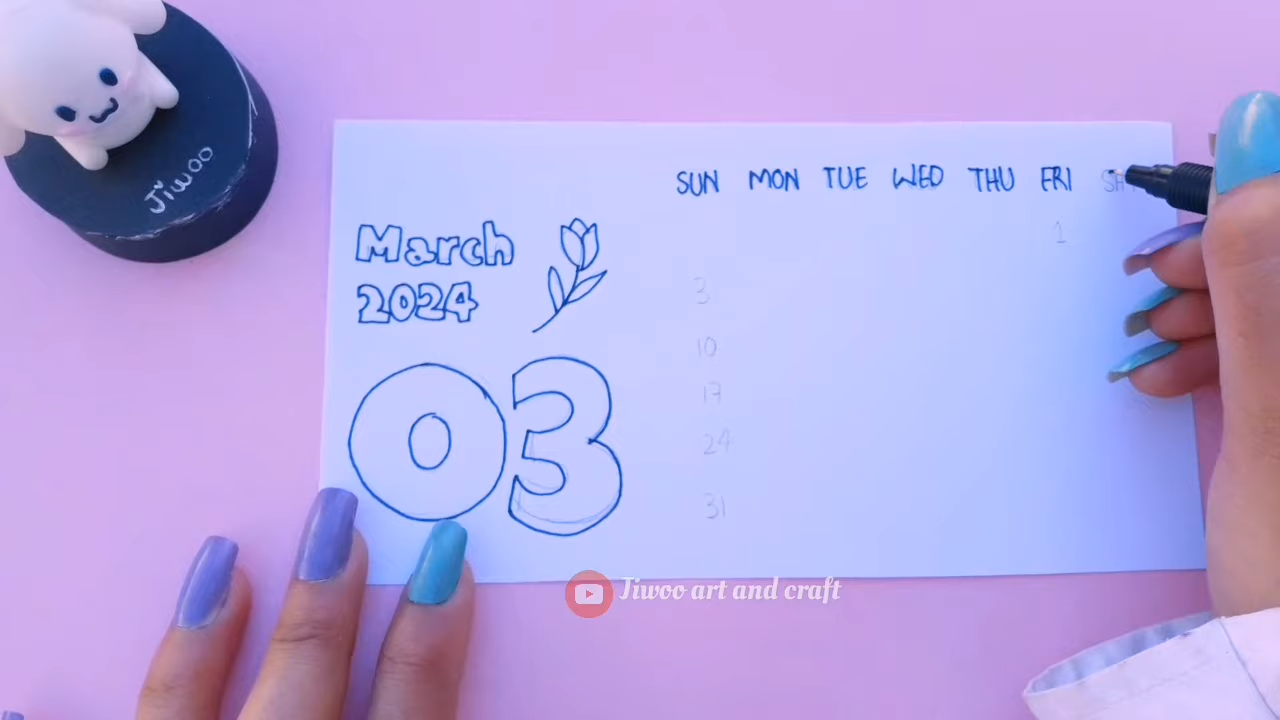 Jiwoo
SUN MON TUE WED THU FRI SAT
March
2024
03
1
3
10
17
24
31
Jiwoo art and craft